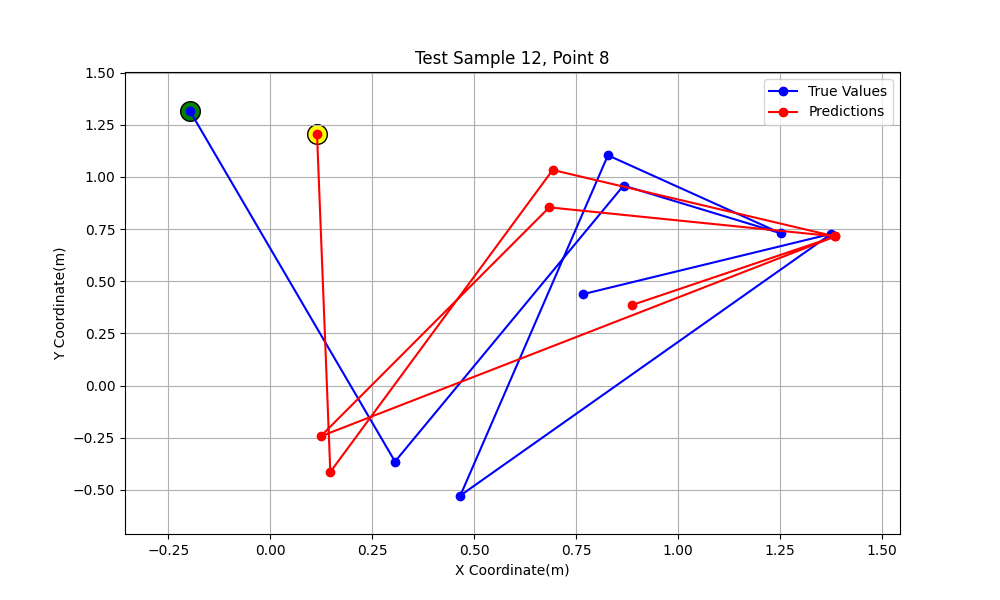 Test Sample 12, Point 8
True Values
Predictions
1.50
1.25
1.00
0.75
0.50
0.25
0.00
−0.25
−0.50
Y Coordinate(m)
−0.25 0.00 0.25 0.50 0.75 1.00 1.25 1.50
X Coordinate(m)